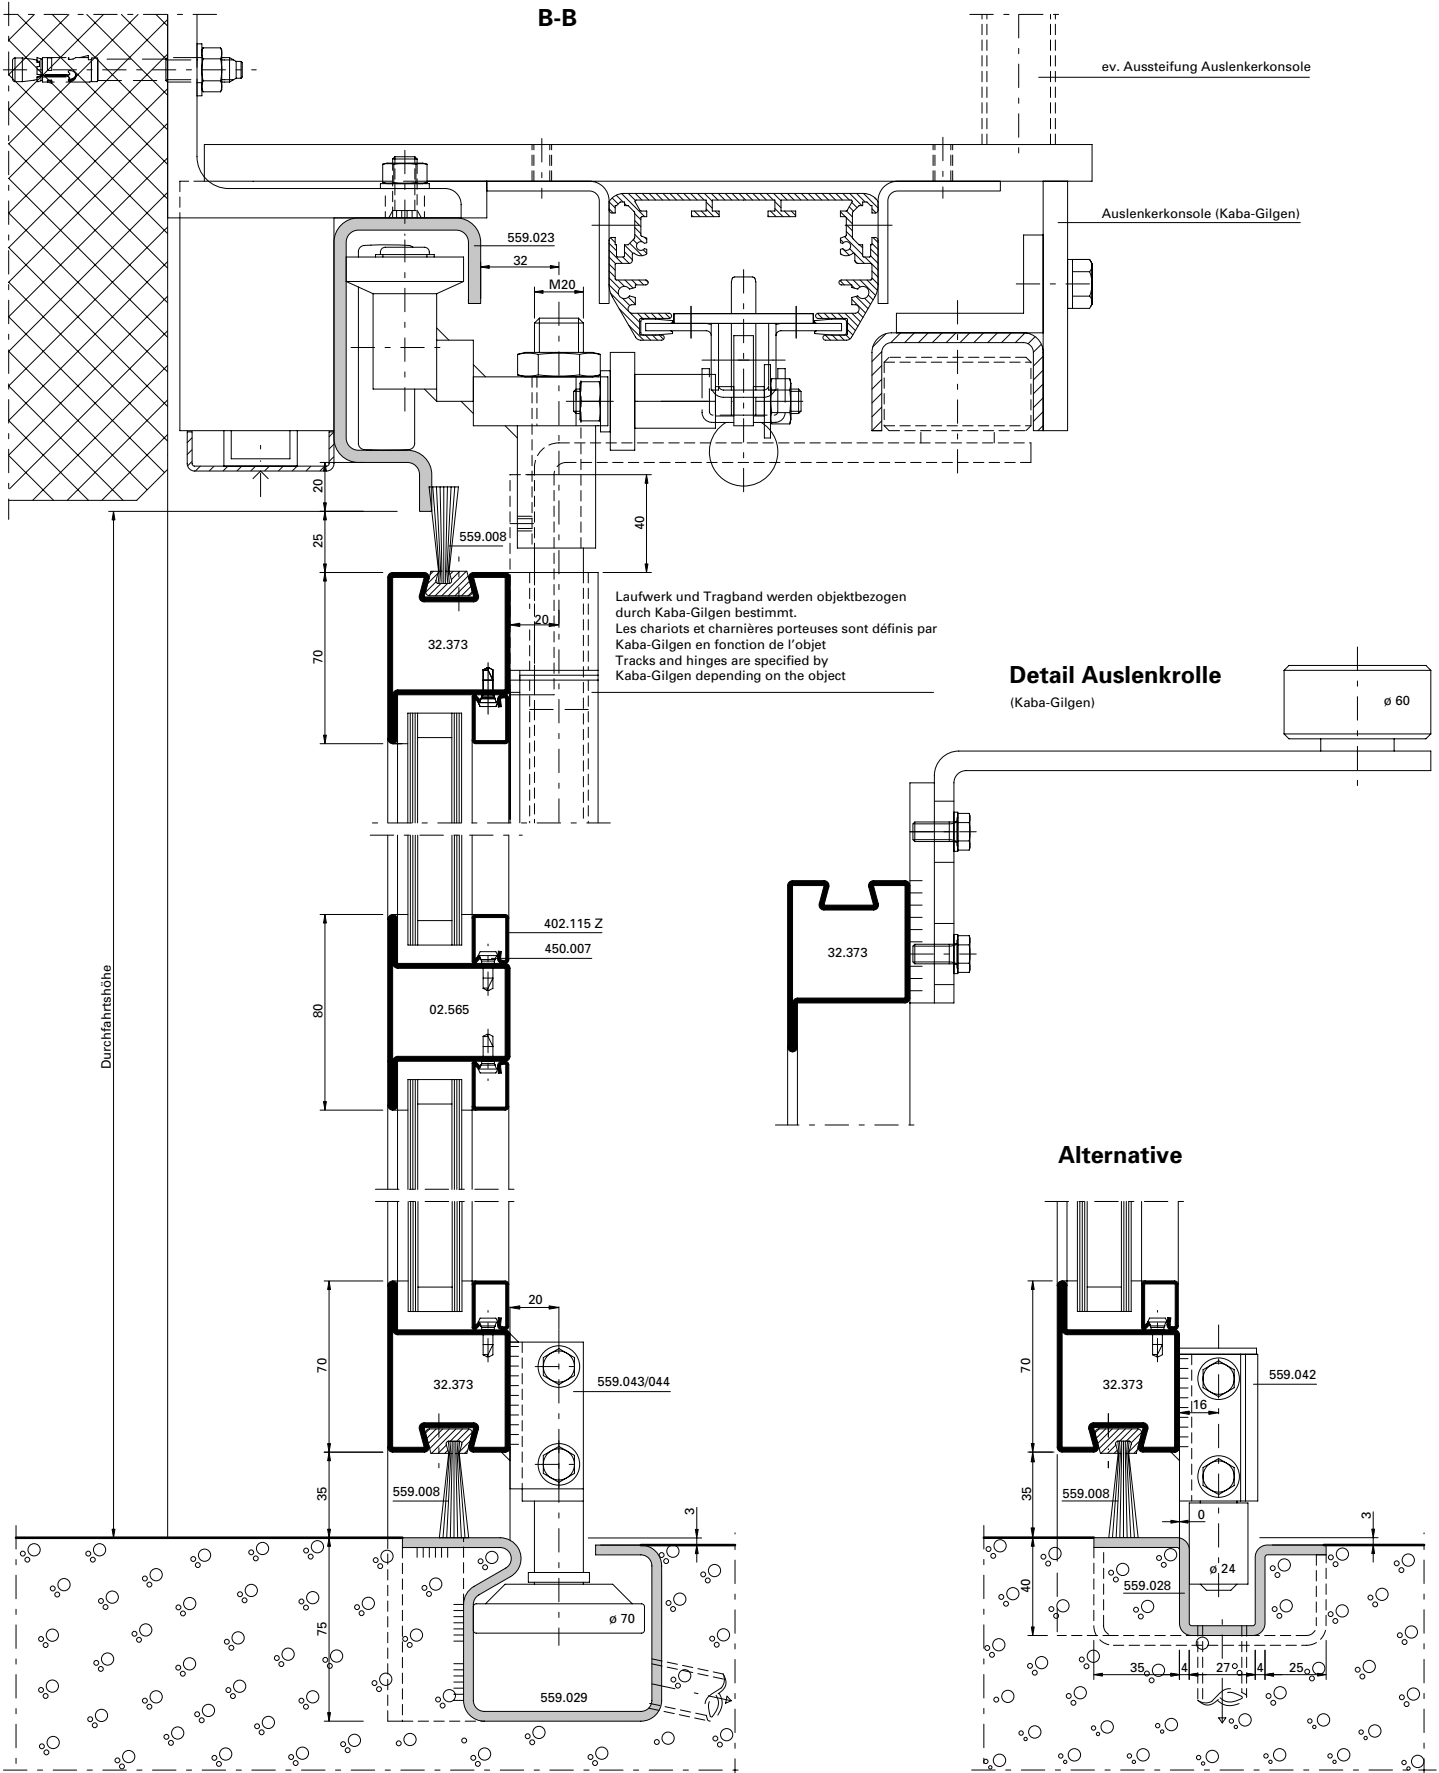 B-B
ev. Aussteifung Auslenkerkonsole
Auslenkerkonsole (Kaba-Gilgen)
559.023
32
M20
20
40
25
559.008
Laufwerk und Tragband werden objektbezogen
durch Kaba-Gilgen bestimmt.
Les chariots et charnières porteuses sont définis par
Kaba-Gilgen en fonction de l'objet
Tracks and hinges are specified by
Kaba-Gilgen depending on the object
20
32.373
70
Detail Auslenkrolle
(Kaba-Gilgen)
ø 60
32.373
402.115 Z
450.007
02.565
80
Durchfahrtshöhe
Alternative
20
70
32.373
559.043/044
559.008
35
3
75
ø 70
559.029
70
32.373
559.042
16
559.008
35
0
3
40
559.028
ø 24
35
4
27
4
25